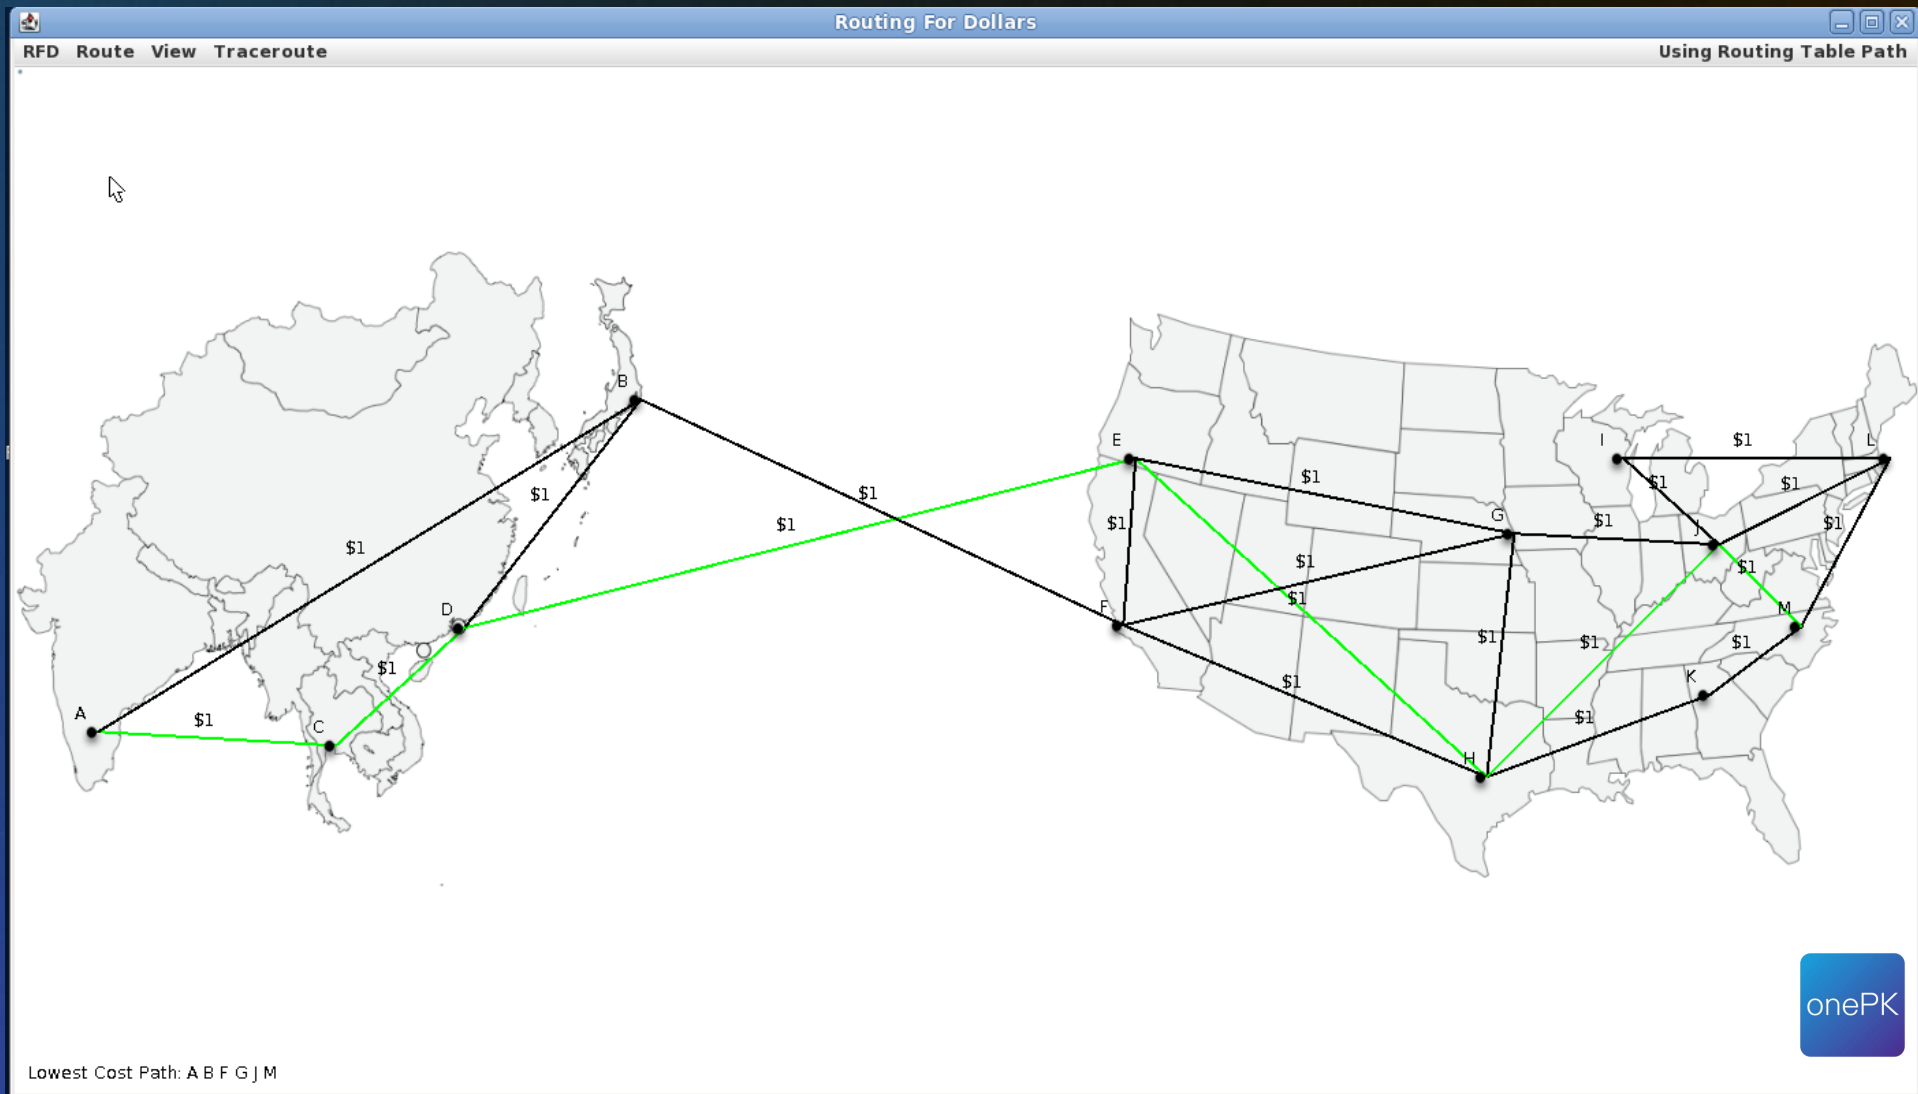 Routing For Dollars
RFD Route View Traceroute
Using Routing Table Path
B
E
I
$1
L
$1
$1
$1
$1
$1
$1
G
$1
$1
$1
$1
J
$1
$1
$1
D
F
$1
M
$1
$1
$1
$1
K
$1
A
$1
C
$1
H
Lowest Cost Path: A B F G J M
onePK